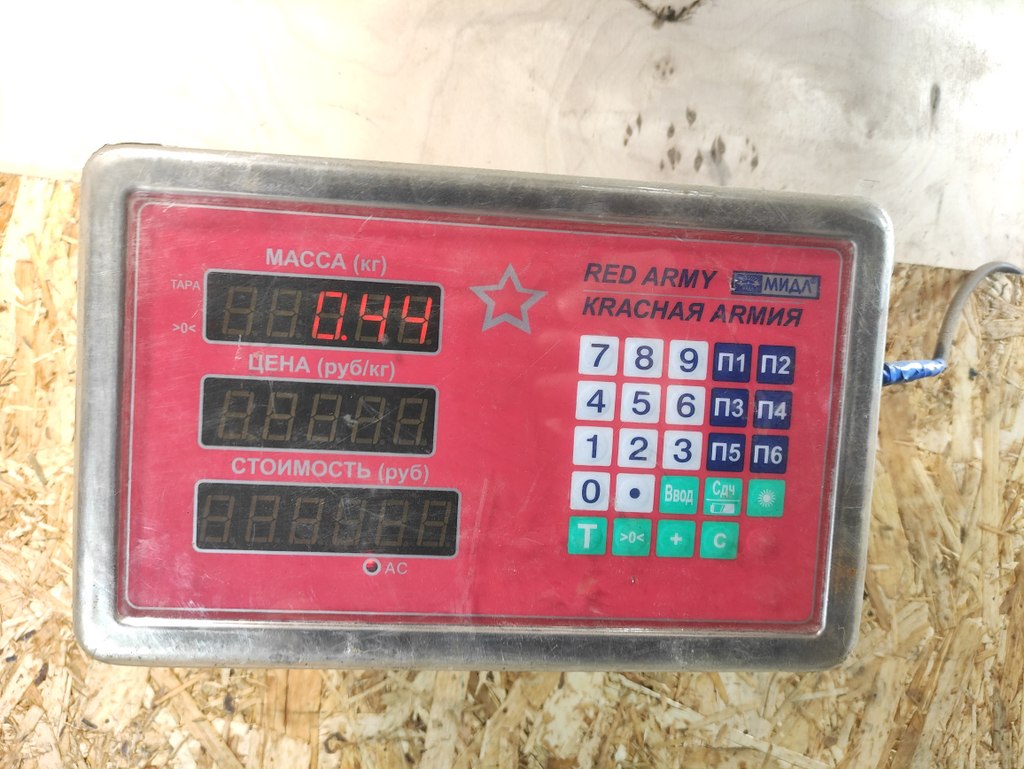 МАССА (кг)
ТАРА
0.44
>0<
ЦЕНА (руб/кг)
СТОИМОСТЬ (руб)
AC
RED ARMY МИДЛ
КRАСНАЯ АRМИЯ
7 8 9 П1 П2
4 5 6 П3 П4
1 2 3 П5 П6
0 • Ввод Сдч
T >0< + C